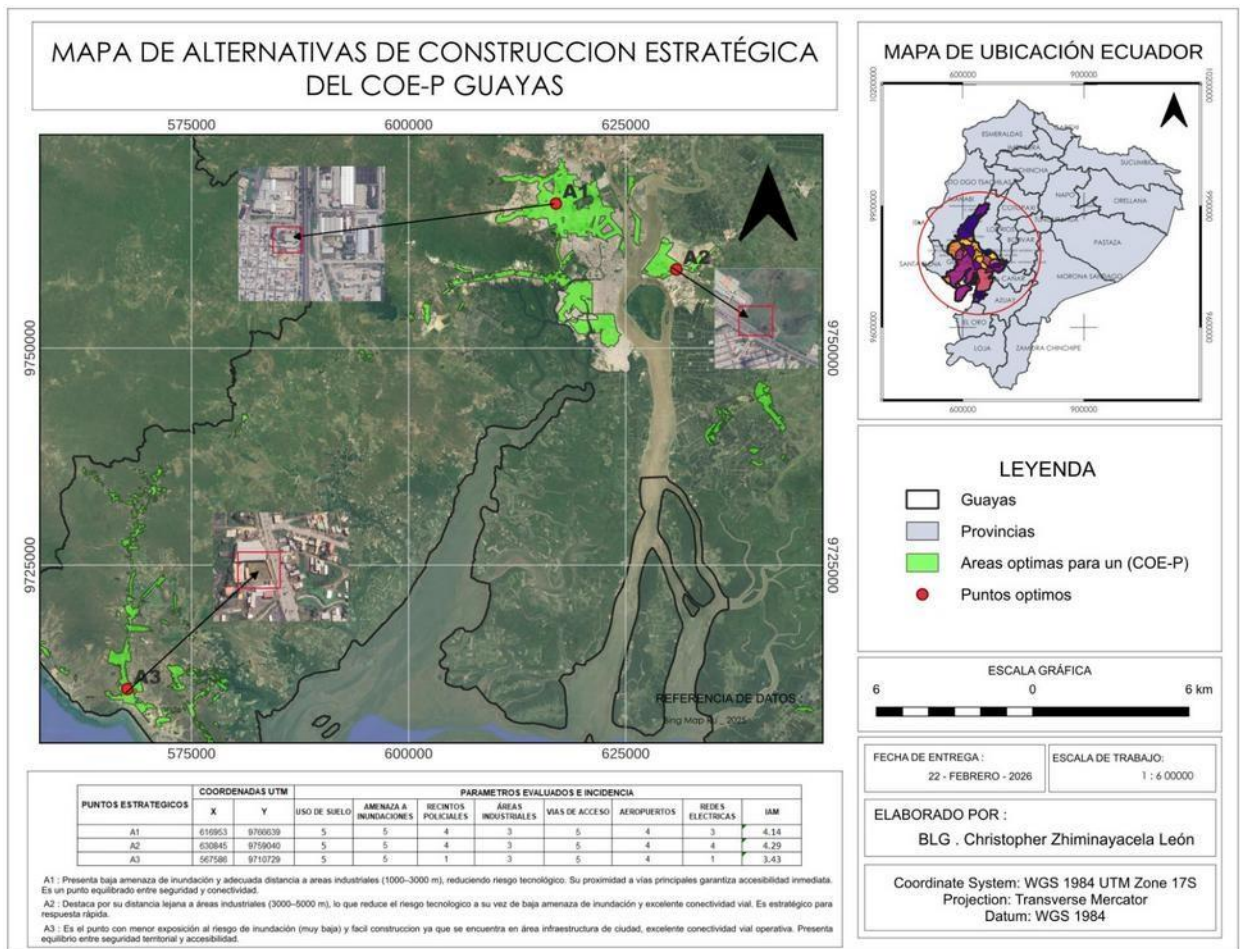 MAPA DE ALTERNATIVAS DE CONSTRUCCION ESTRATÉGICA
DEL COE-P GUAYAS
575000 600000 625000
9750000 9750000
9725000 9725000
A1
A2
A3
REFERENCIA DE DATOS :
575000 600000 625000
MAPA DE UBICACIÓN ECUADOR
600000 900000
10200000 10200000
9900000 9900000
9600000 9600000
ESMERALDAS
SUCUMBIOS
NAPO
ORELLANA
PASTAZA
MORONA SANTIAGO
CAÑAR
AZUAY
EL ORO
LOJA
ZAMORA CHINCHIPE
600000 900000
LEYENDA
Guayas
Provincias
Areas optimas para un (COE-P)
Puntos optimos
ESCALA GRÁFICA
6 0 6 km
FECHA DE ENTREGA :
22 - FEBRERO - 2026
ESCALA DE TRABAJO:
1 : 6 00000
ELABORADO POR :
BLG . Christopher Zhiminayacela León
Coordinate System: WGS 1984 UTM Zone 17S
Projection: Transverse Mercator
Datum: WGS 1984
PUNTOS ESTRATEGICOS COORDENADAS UTM PARAMETROS EVALUADOS E INCIDENCIA
X Y USO DE SUELO AMENAZA A INUNDACIONES RECINTOS POLICIALES ÁREAS INDUSTRIALES VIAS DE ACCESO AEROPUERTOS REDES ELECTRICAS IAM
A1 616953 9766639 5 5 4 3 5 4 3 4.14
A2 630845 9759040 5 5 4 3 5 4 4 4.29
A3 567586 9710729 5 5 1 3 5 4 1 3.43
A1 : Presenta baja amenaza de inundación y adecuada distancia a areas industriales (1000–3000 m), reduciendo riesgo tecnológico. Su proximidad a vías principales garantiza accesibilidad inmediata.
Es un punto equilibrado entre seguridad y conectividad.
A2 : Destaca por su distancia lejana a áreas industriales (3000–5000 m), lo que reduce el riesgo tecnologico a su vez de baja amenaza de inundación y excelente conectividad vial. Es estratégico para
respuesta rápida.
A3 : Es el punto con menor exposición al riesgo de inundación (muy baja) y facil construccion ya que se encuentra en área infraestructura de ciudad, excelente conectividad vial operativa. Presenta
equilibrio entre seguridad territorial y accesibilidad.